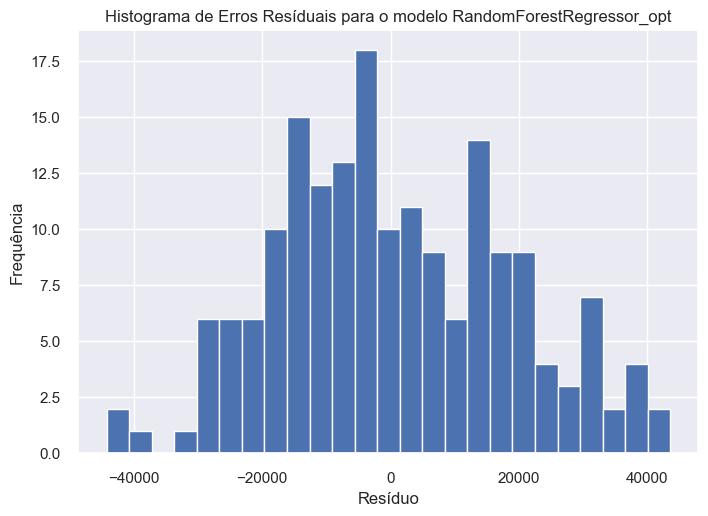 Histograma de Erros Resíduais para o modelo RandomForestRegressor_opt
17.5
15.0
12.5
10.0
7.5
5.0
2.5
0.0
Frequência
−40000 −20000 0 20000 40000
Resíduo